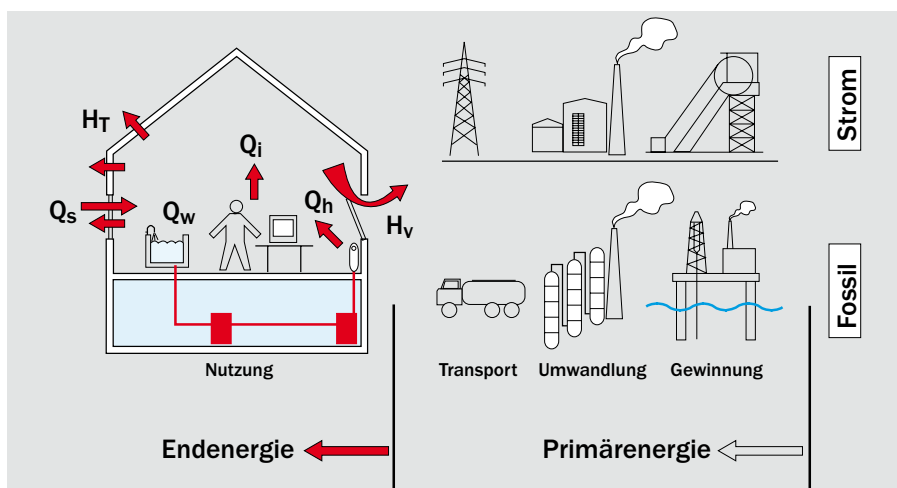 Strom
H_T
Q_i
Q_s
Q_w
Q_h
H_v
Fossil
Nutzung
Transport Umwandlung Gewinnung
Endenergie Primärenergie